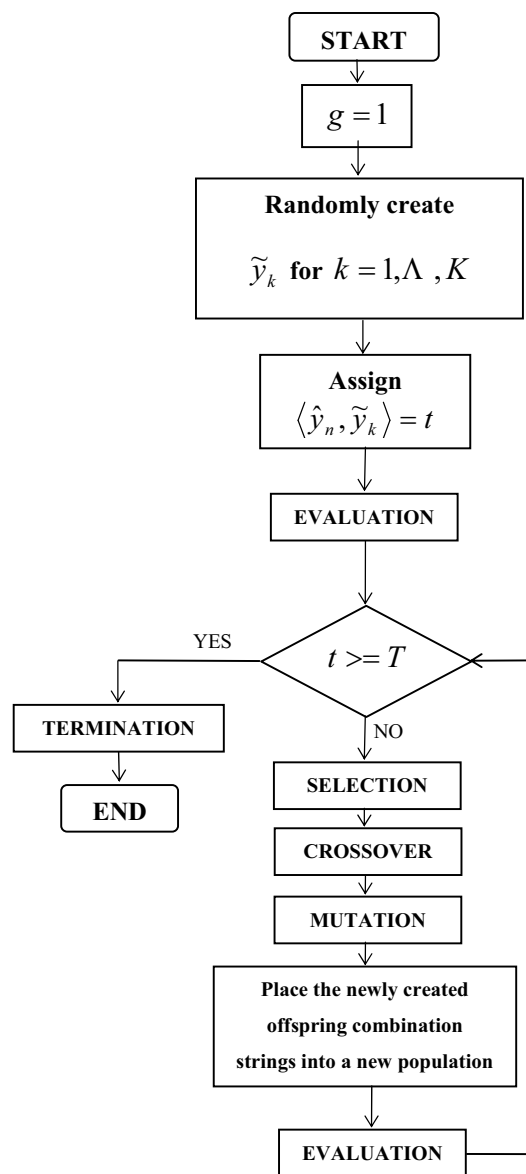 START
g = 1
Randomly create
ỹ_k for k = 1,Λ , K
Assign
⟨ŷ_n, ỹ_k⟩ = t
EVALUATION
YES
t >= T
TERMINATION
NO
END
SELECTION
CROSSOVER
MUTATION
Place the newly created
offspring combination
strings into a new population
EVALUATION